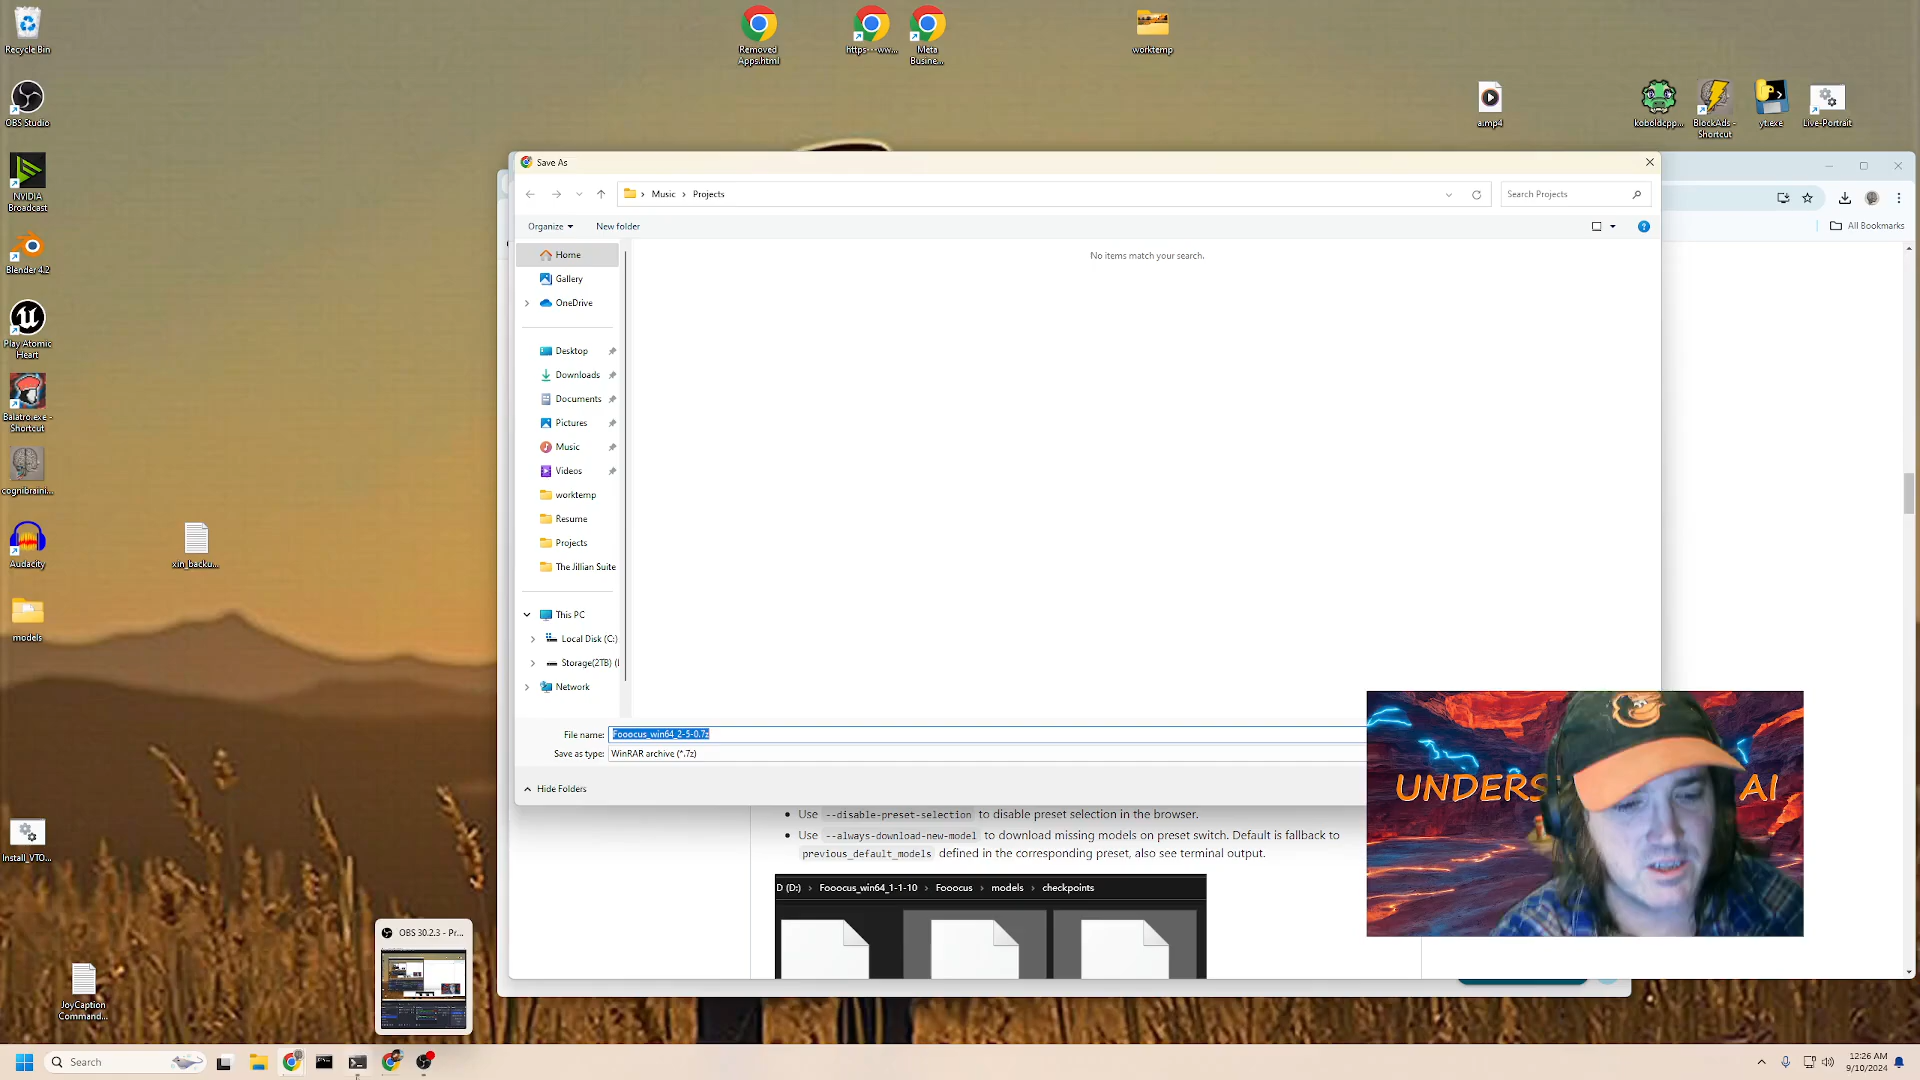 Recycle Bin
OBS Studio
NVIDIA
Broadcast
Blender 4.2
Play Atomic
Heart
Balatro.exe -
Shortcut
cognibraini...
Audacity
models
Install_VTO...
JoyCaption
Comman...
xin_backu...
Removed
Apps.html
https---ww...
Meta
Busine...
worktemp
a.mp4
koboldcpp...
BlockAds -
Shortcut
yt.exe
Live-Portrait
Save As
Music
Projects
Search Projects
Organize
New folder
All Bookmarks
No items match your search.
Home
Gallery
OneDrive
Desktop
Downloads
Documents
Pictures
Music
Videos
worktemp
Resume
Projects
The Jillian Suite
This PC
Local Disk (C:)
Storage(2TB) (
Network
File name: Fooocus_win64_2-5-0.7z
Save as type: WinRAR archive (*.7z)
Hide Folders
Use --disable-preset-selection to disable preset selection in the browser.
Use --always-download-new-model to download missing models on preset switch. Default is fallback to
previous_default_models defined in the corresponding preset, also see terminal output.
D (D:) > Fooocus_win64_1-1-10 > Fooocus > models > checkpoints
UNDERS AI
OBS 30.2.3 - Pr...
Search
12:26 AM
9/10/2024